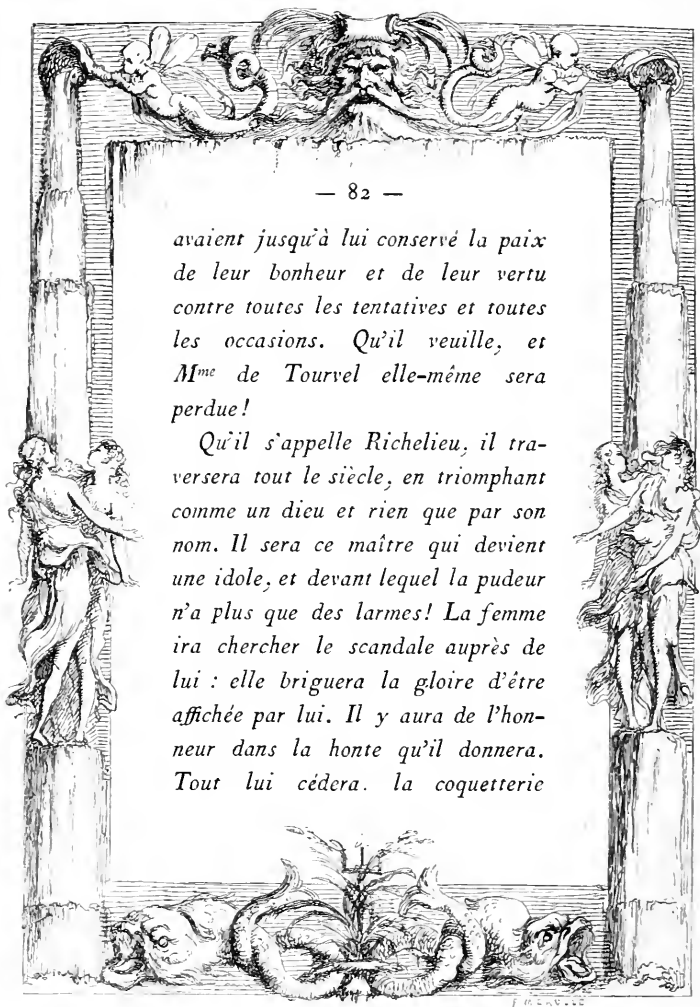 — 82 —
avaient jusqu'à lui conservé la paix
de leur bonheur et de leur vertu
contre toutes les tentatives et toutes
les occasions. Qu'il veuille, et
Mme de Tourvel elle-même sera
perdue!
Qu'il s'appelle Richelieu, il tra-
versera tout le siècle, en triomphant
comme un dieu et rien que par son
nom. Il sera ce maître qui devient
une idole, et devant lequel la pudeur
n'a plus que des larmes! La femme
ira chercher le scandale auprès de
lui : elle briguera la gloire d'être
affichée par lui. Il y aura de l'hon-
neur dans la honte qu'il donnera.
Tout lui cédera. la coquetterie